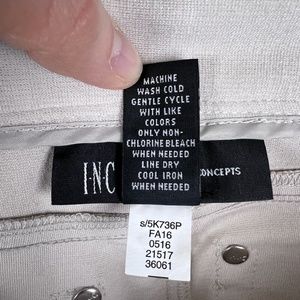 MACHINE
WASH COLD
GENTLE CYCLE
WITH LIKE
COLORS
ONLY NON-
CHLORINE BLEACH
WHEN NEEDED
LINE DRY
COOL IRON
WHEN NEEDED
I·N·C
CONCEPTS
s/5K736P
FA16
0516
21517
36061